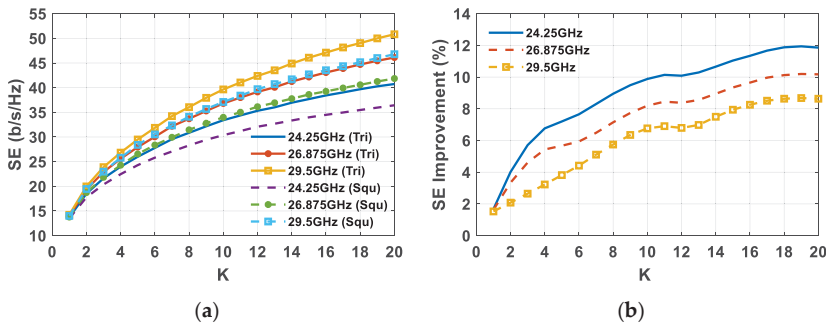 55
50
45
40
35
30
25
20
15
10
0 2 4 6 8 10 12 14 16 18 20
SE (b/s/Hz)
K
24.25GHz (Tri)
26.875GHz (Tri)
29.5GHz (Tri)
24.25GHz (Squ)
26.875GHz (Squ)
29.5GHz (Squ)
(a)
14
12
10
8
6
4
2
0
0 2 4 6 8 10 12 14 16 18 20
SE Improvement (%)
K
24.25GHz
26.875GHz
29.5GHz
(b)